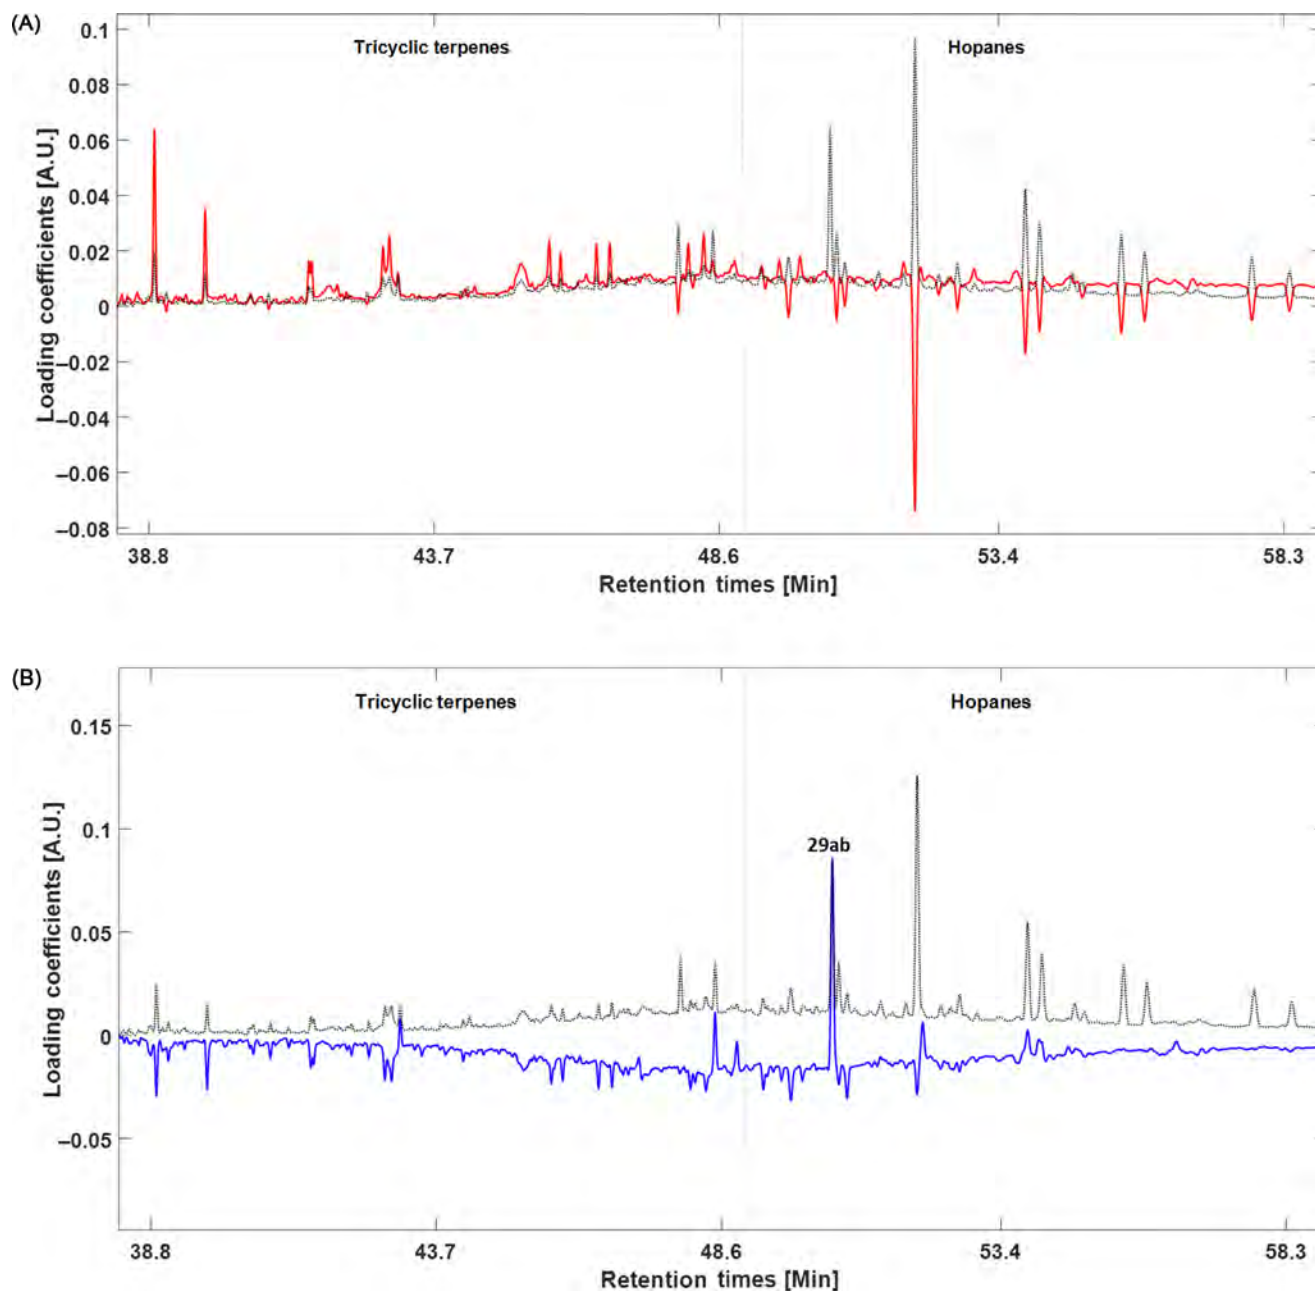 (A)
Tricyclic terpenes
Hopanes
Loading coefficients [A.U.]
0.1
0.08
0.06
0.04
0.02
0
−0.02
−0.04
−0.06
−0.08
38.8
43.7
48.6
53.4
58.3
Retention times [Min]
(B)
Tricyclic terpenes
Hopanes
Loading coefficients [A.U.]
0.15
0.1
0.05
0
−0.05
29ab
38.8
43.7
48.6
53.4
58.3
Retention times [Min]